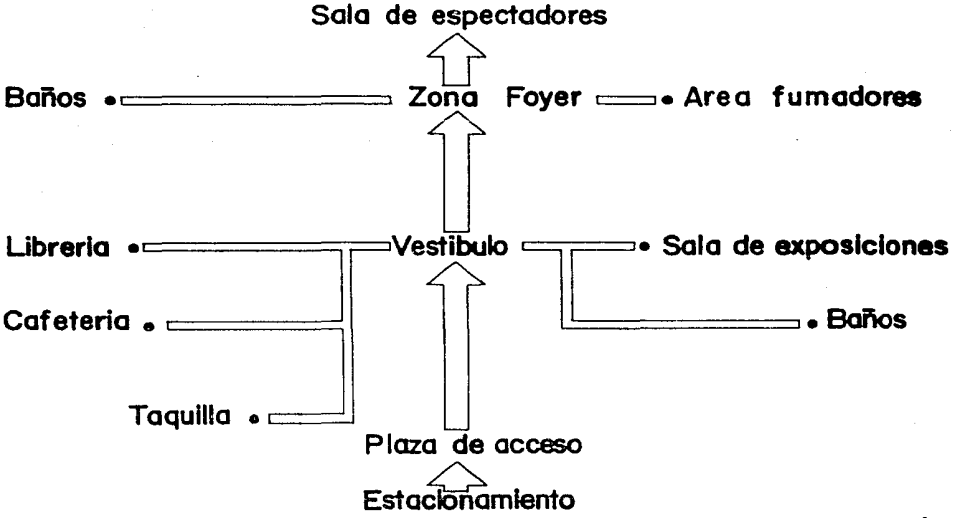 Sala de espectadores
Baños Zona Foyer Area fumadores
Libreria Vestibulo Sala de exposiciones
Cafeteria Baños
Taquilla
Plaza de acceso
Estacionamiento